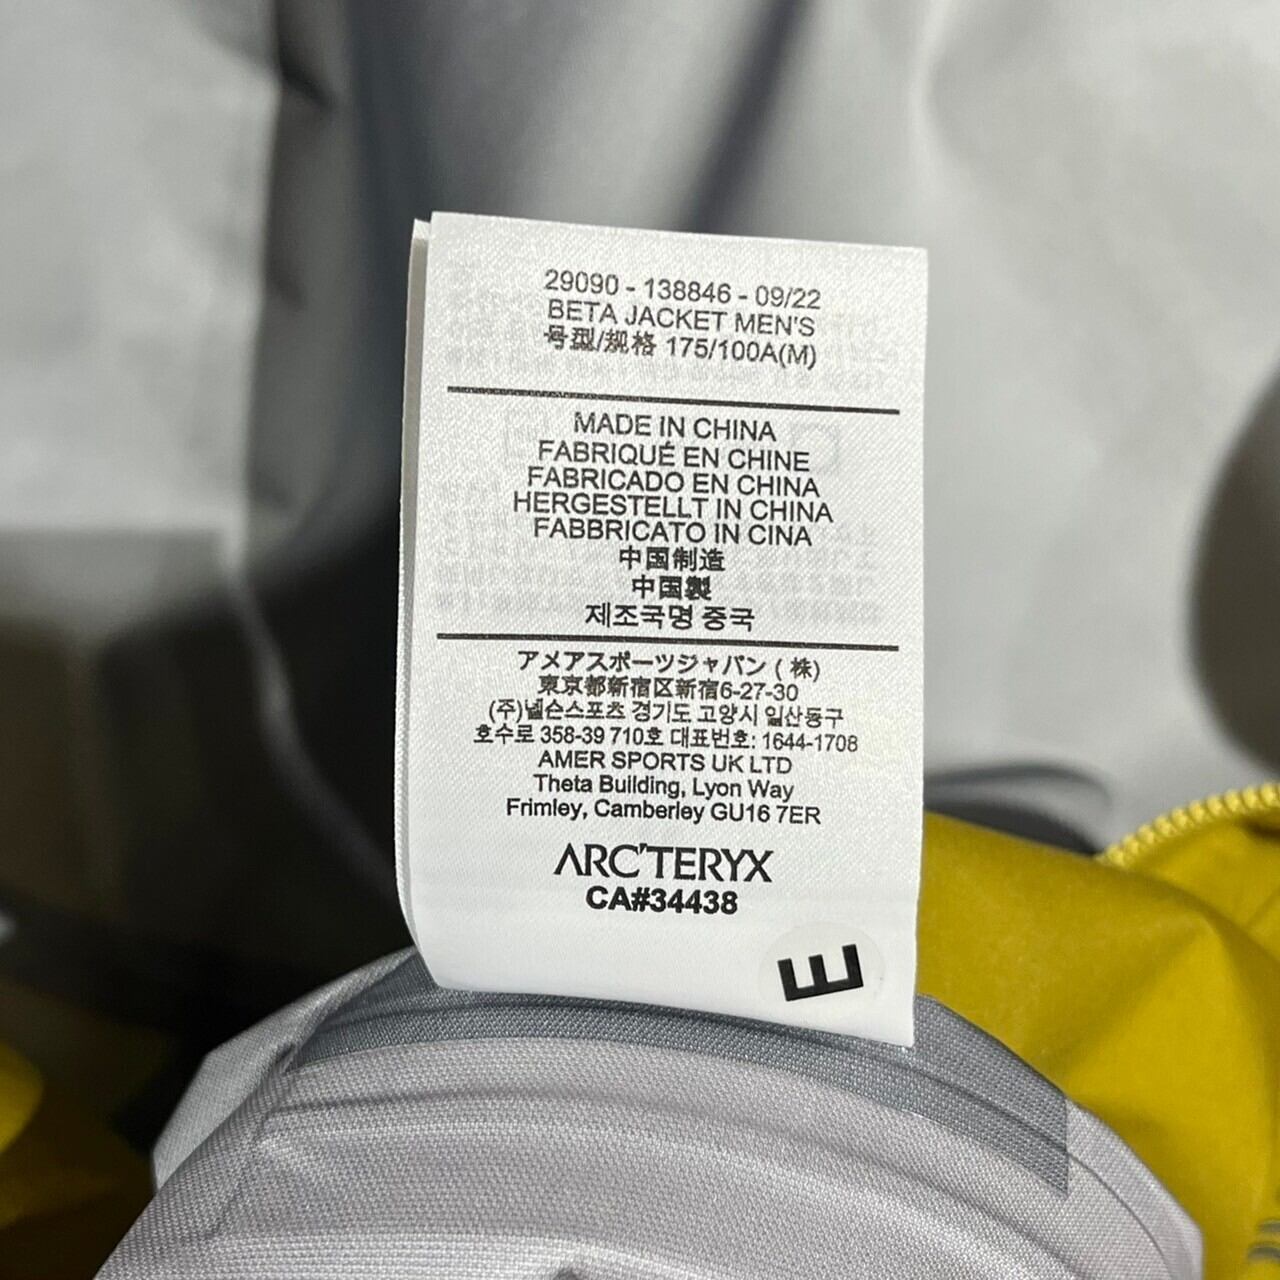 29090 - 138846 - 09/22
BETA JACKET MEN'S
号型/规格 175/100A(M)
MADE IN CHINA
FABRIQUÉ EN CHINE
FABRICADO EN CHINA
HERGESTELLT IN CHINA
FABBRICATO IN CINA
中国制造
中国製
제조국명 중국
アメアスポーツジャパン ( 株)
東京都新宿区新宿6-27-30
(주)넬슨스포츠 경기도 고양시 일산동구
호수로 358-39 710호 대표번호: 1644-1708
AMER SPORTS UK LTD
Theta Building, Lyon Way
Frimley, Camberley GU16 7ER
ARC'TERYX
CA#34438
E